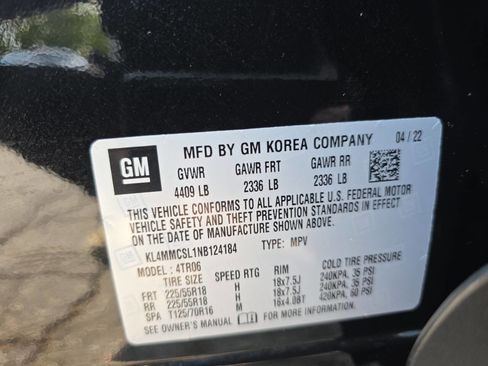 GM
MFD BY GM KOREA COMPANY 04 / 22
GVWR GAWR FRT GAWR RR
4409 LB 2336 LB 2336 LB
THIS VEHICLE CONFORMS TO ALL APPLICABLE U.S. FEDERAL MOTOR
VEHICLE SAFETY AND THEFT PREVENTION STANDARDS IN EFFECT
ON THE DATE OF MANUFACTURE SHOWN ABOVE.
KL4MMCSL1NB124184 TYPE: MPV
MODEL: 4TR06
TIRE SIZE SPEED RTG RIM COLD TIRE PRESSURE
FRT 225/55R18 H 18x7.5J 240KPA, 35 PSI
RR 225/55R18 H 18x7.5J 240KPA, 35 PSI
SPA T125/70R16 M 16x4.0BT 420KPA, 60 PSI
SEE OWNER'S MANUAL FOR MORE INFORMATION.